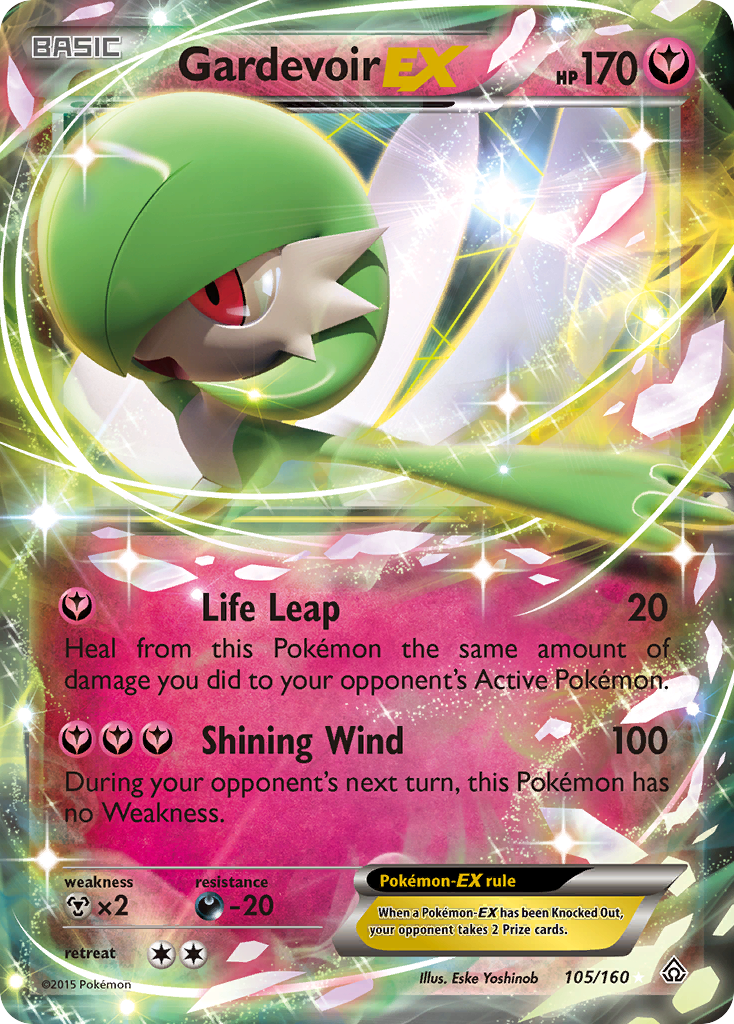 BASIC
Gardevoir EX
HP 170
Life Leap 20
Heal from this Pokémon the same amount of
damage you did to your opponent's Active Pokémon.
Shining Wind 100
During your opponent's next turn, this Pokémon has
no Weakness.
weakness resistance
×2 -20
retreat
Pokémon-EX rule
When a Pokémon-EX has been Knocked Out,
your opponent takes 2 Prize cards.
©2015 Pokémon
Illus. Eske Yoshinob
105/160